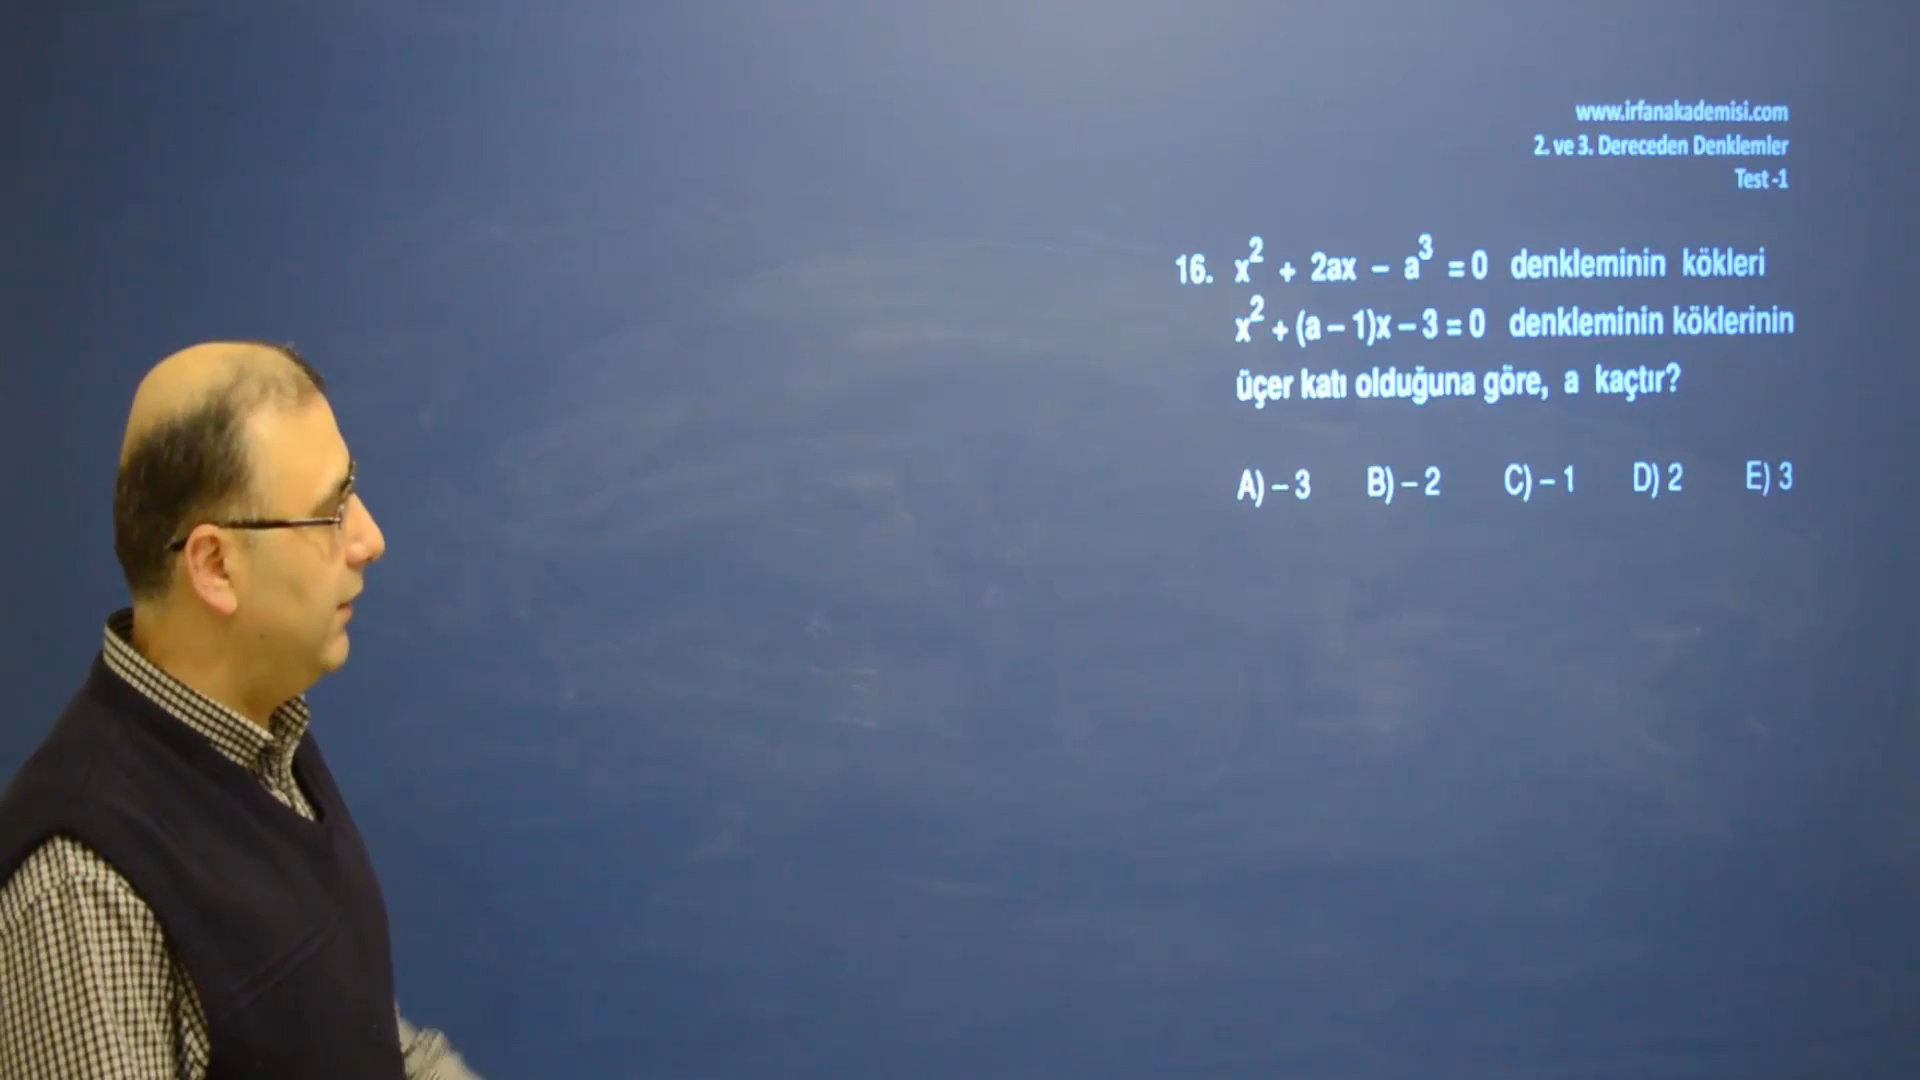 www.irfanakademisi.com
2. ve 3. Dereceden Denklemler
Test -1
16. x² + 2ax – a³ = 0 denkleminin kökleri
x² + (a – 1)x – 3 = 0 denkleminin köklerinin
üçer katı olduğuna göre, a kaçtır?
A) – 3 B) – 2 C) – 1 D) 2 E) 3